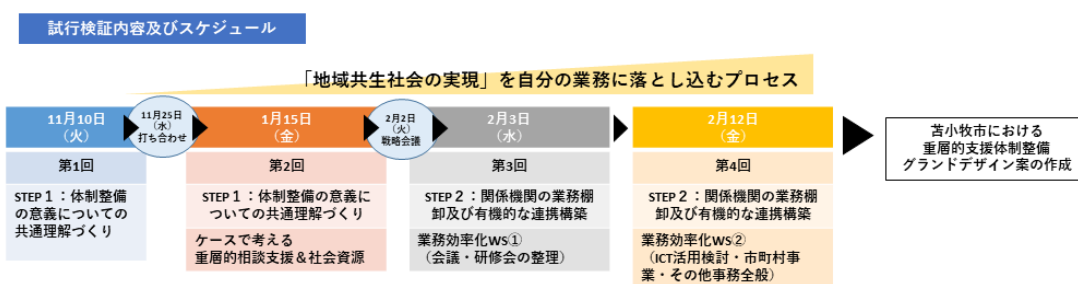 試行検証内容及びスケジュール
「地域共生社会の実現」を自分の業務に落とし込むプロセス
11月10日
（火）
11月25日
（水）
打ち合わせ
1月15日
（金）
2月2日
（火）
戦略会議
2月3日
（水）
2月12日
（金）
苫小牧市における
重層的支援体制整備
グランドデザイン案の作成
第1回
第2回
第3回
第4回
STEP１：体制整備
の意義についての
共通理解づくり
STEP１：体制整備の意義に
ついての共通理解づくり
ケースで考える
重層的相談支援＆社会資源
STEP２：関係機関の業務棚
卸及び有機的な連携構築
業務効率化WS①
（会議・研修会の整理）
STEP２：関係機関の業務棚
卸及び有機的な連携構築
業務効率化WS②
（ICT活用検討・市町村事
業・その他事務全般）